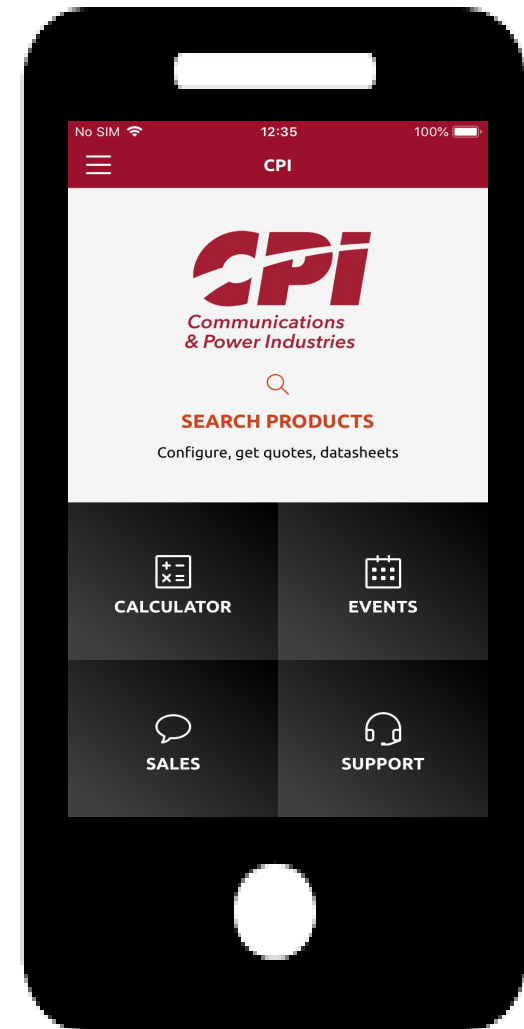 No SIM 12:35 100%
CPI
CPI
Communications
& Power Industries
SEARCH PRODUCTS
Configure, get quotes, datasheets
CALCULATOR EVENTS
SALES SUPPORT